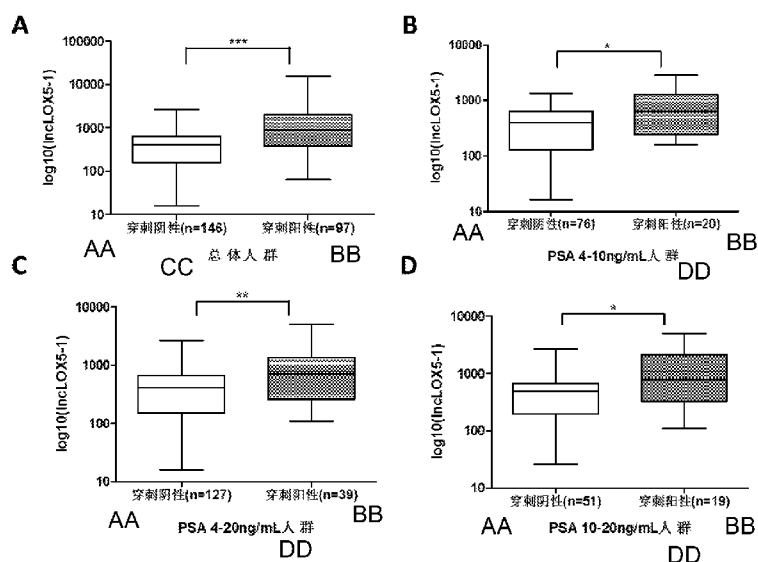 A
***
100000
10000
1000
100
10
log10(lncLOX5-1)
穿刺阴性(n=146) 穿刺阳性(n=97)
AA 总体人群 BB
CC
B
*
10000
1000
100
10
log10(lncLOX5-1)
穿刺阴性(n=76) 穿刺阳性(n=20)
AA PSA 4-10ng/mL人群 BB
DD
C
**
10000
1000
100
10
log10(lncLOX5-1)
穿刺阴性(n=127) 穿刺阳性(n=39)
AA PSA 4-20ng/mL人群 BB
DD
D
*
10000
1000
100
10
log10(lncLOX5-1)
穿刺阴性(n=51) 穿刺阳性(n=19)
AA PSA 10-20ng/mL人群 BB
DD